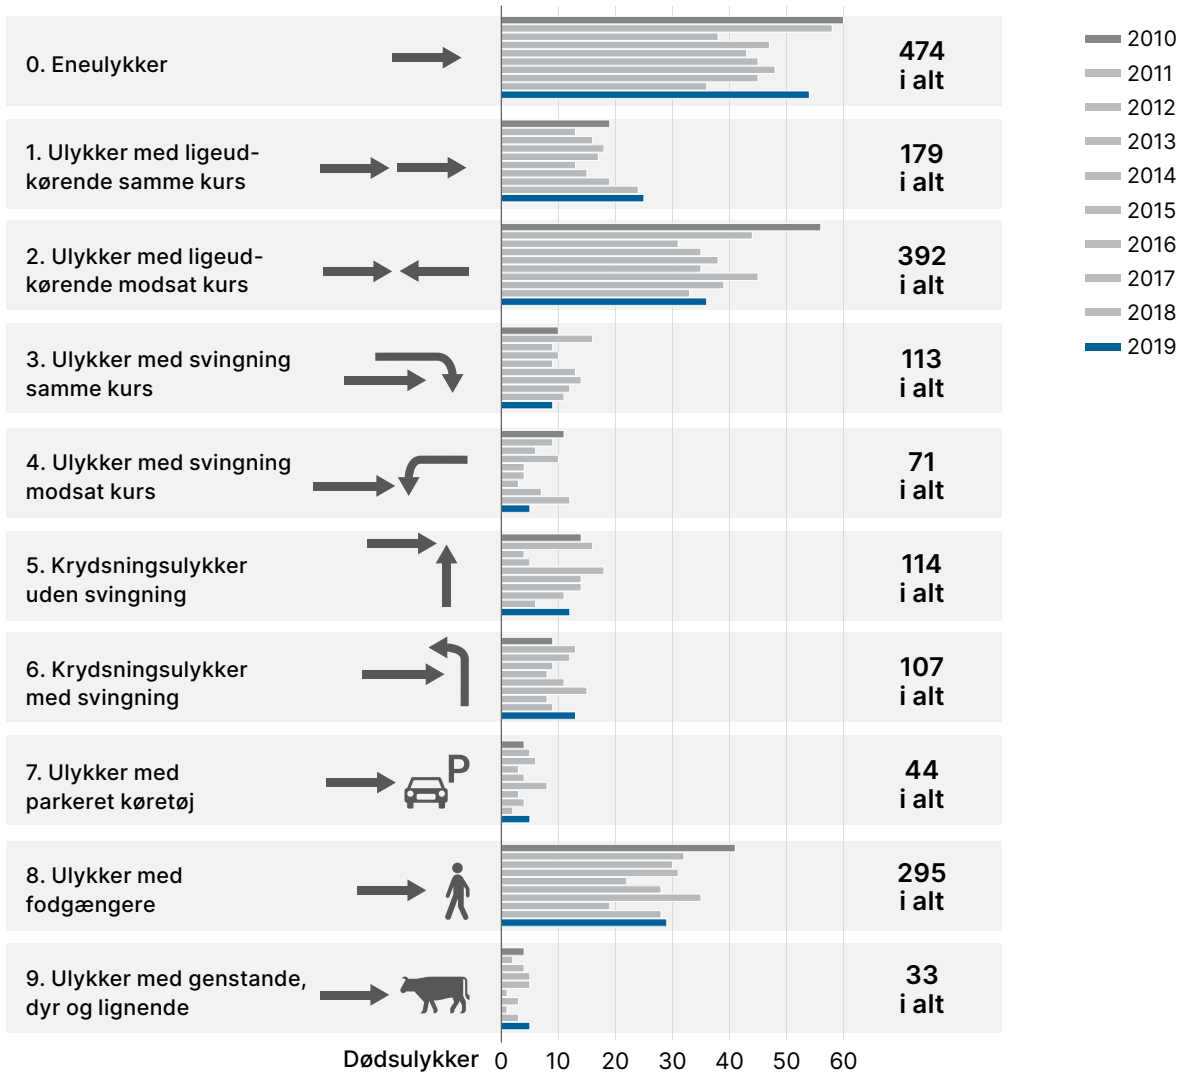 0. Eneulykker
474
i alt
1. Ulykker med ligeud-
kørende samme kurs
179
i alt
2. Ulykker med ligeud-
kørende modsat kurs
392
i alt
3. Ulykker med svingning
samme kurs
113
i alt
4. Ulykker med svingning
modsat kurs
71
i alt
5. Krydsningsulykker
uden svingning
114
i alt
6. Krydsningsulykker
med svingning
107
i alt
7. Ulykker med
parkeret køretøj
P
44
i alt
8. Ulykker med
fodgængere
295
i alt
9. Ulykker med genstande,
dyr og lignende
33
i alt
Dødsulykker 0 10 20 30 40 50 60
2010
2011
2012
2013
2014
2015
2016
2017
2018
2019